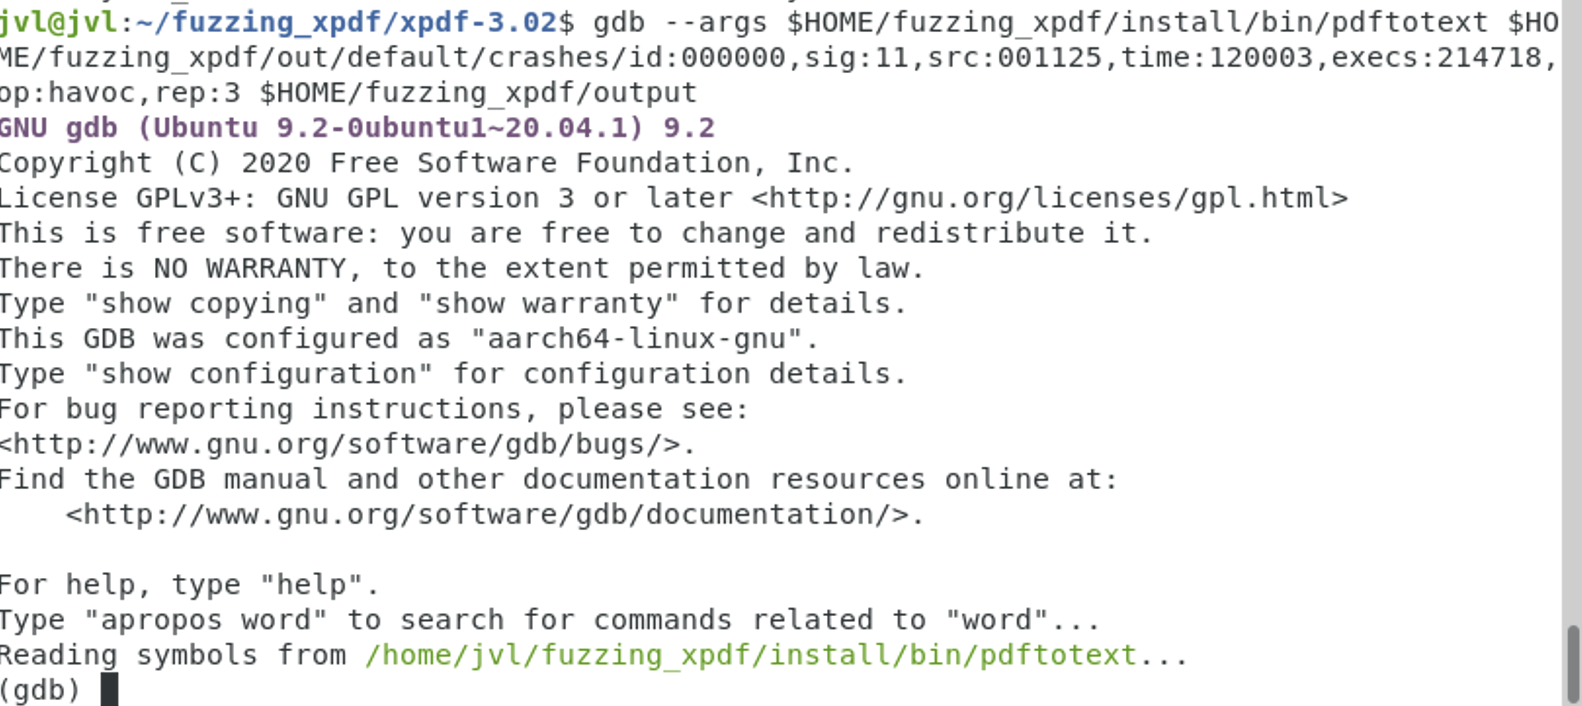 jvl@jvl:~/fuzzing_xpdf/xpdf-3.02$ gdb --args $HOME/fuzzing_xpdf/install/bin/pdftotext $HO
ME/fuzzing_xpdf/out/default/crashes/id:000000,sig:11,src:001125,time:120003,execs:214718,
op:havoc,rep:3 $HOME/fuzzing_xpdf/output
GNU gdb (Ubuntu 9.2-0ubuntu1~20.04.1) 9.2
Copyright (C) 2020 Free Software Foundation, Inc.
License GPLv3+: GNU GPL version 3 or later <http://gnu.org/licenses/gpl.html>
This is free software: you are free to change and redistribute it.
There is NO WARRANTY, to the extent permitted by law.
Type "show copying" and "show warranty" for details.
This GDB was configured as "aarch64-linux-gnu".
Type "show configuration" for configuration details.
For bug reporting instructions, please see:
<http://www.gnu.org/software/gdb/bugs/>.
Find the GDB manual and other documentation resources online at:
    <http://www.gnu.org/software/gdb/documentation/>.

For help, type "help".
Type "apropos word" to search for commands related to "word"...
Reading symbols from /home/jvl/fuzzing_xpdf/install/bin/pdftotext...
(gdb)